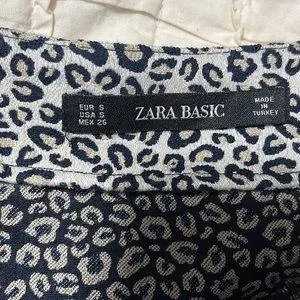 EUR S
USA S
MEX 26
ZARA BASIC
MADE
IN
TURKEY